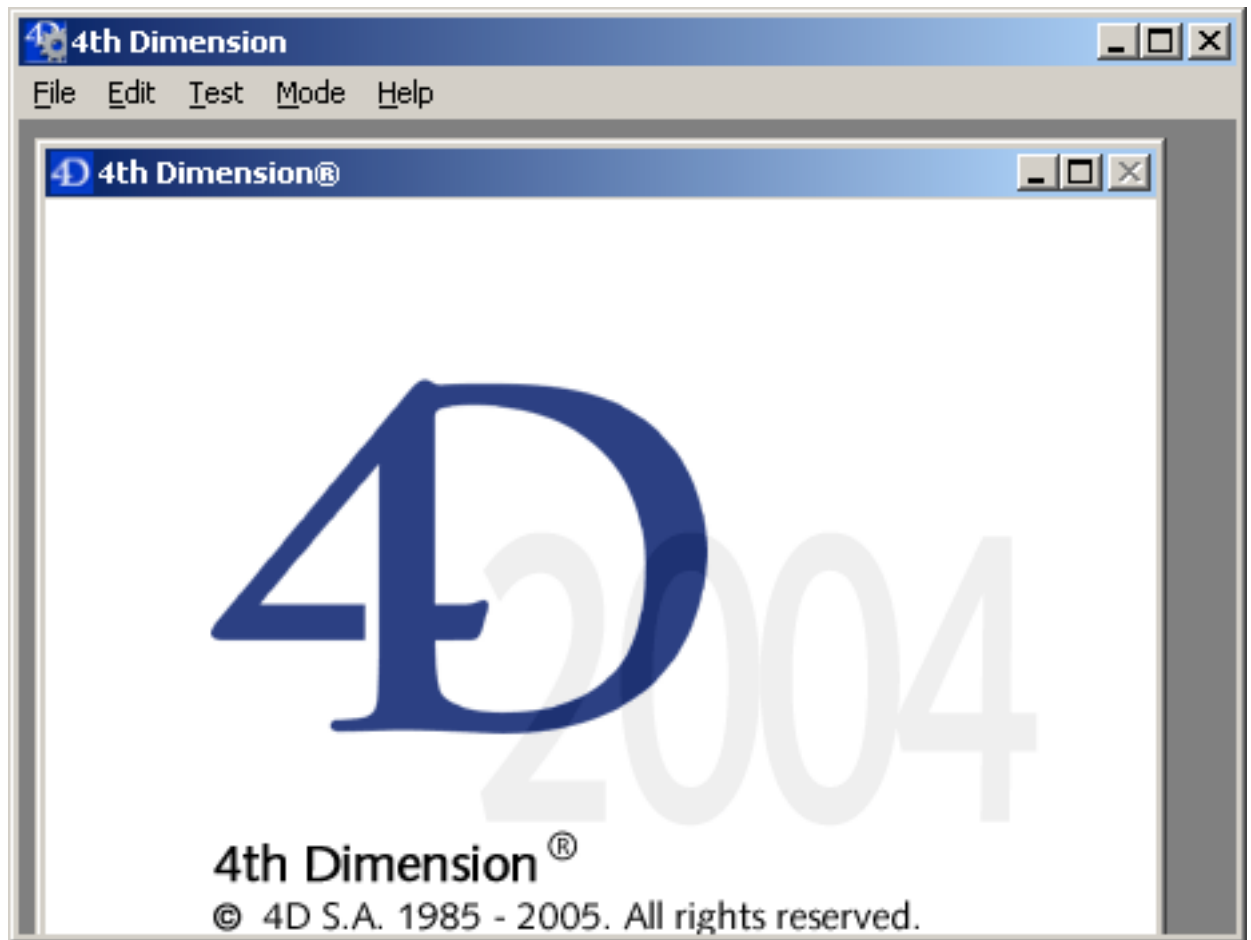 4th Dimension
File Edit Test Mode Help
4D 4th Dimension®
4D
2004
4th Dimension ®
© 4D S.A. 1985 - 2005. All rights reserved.